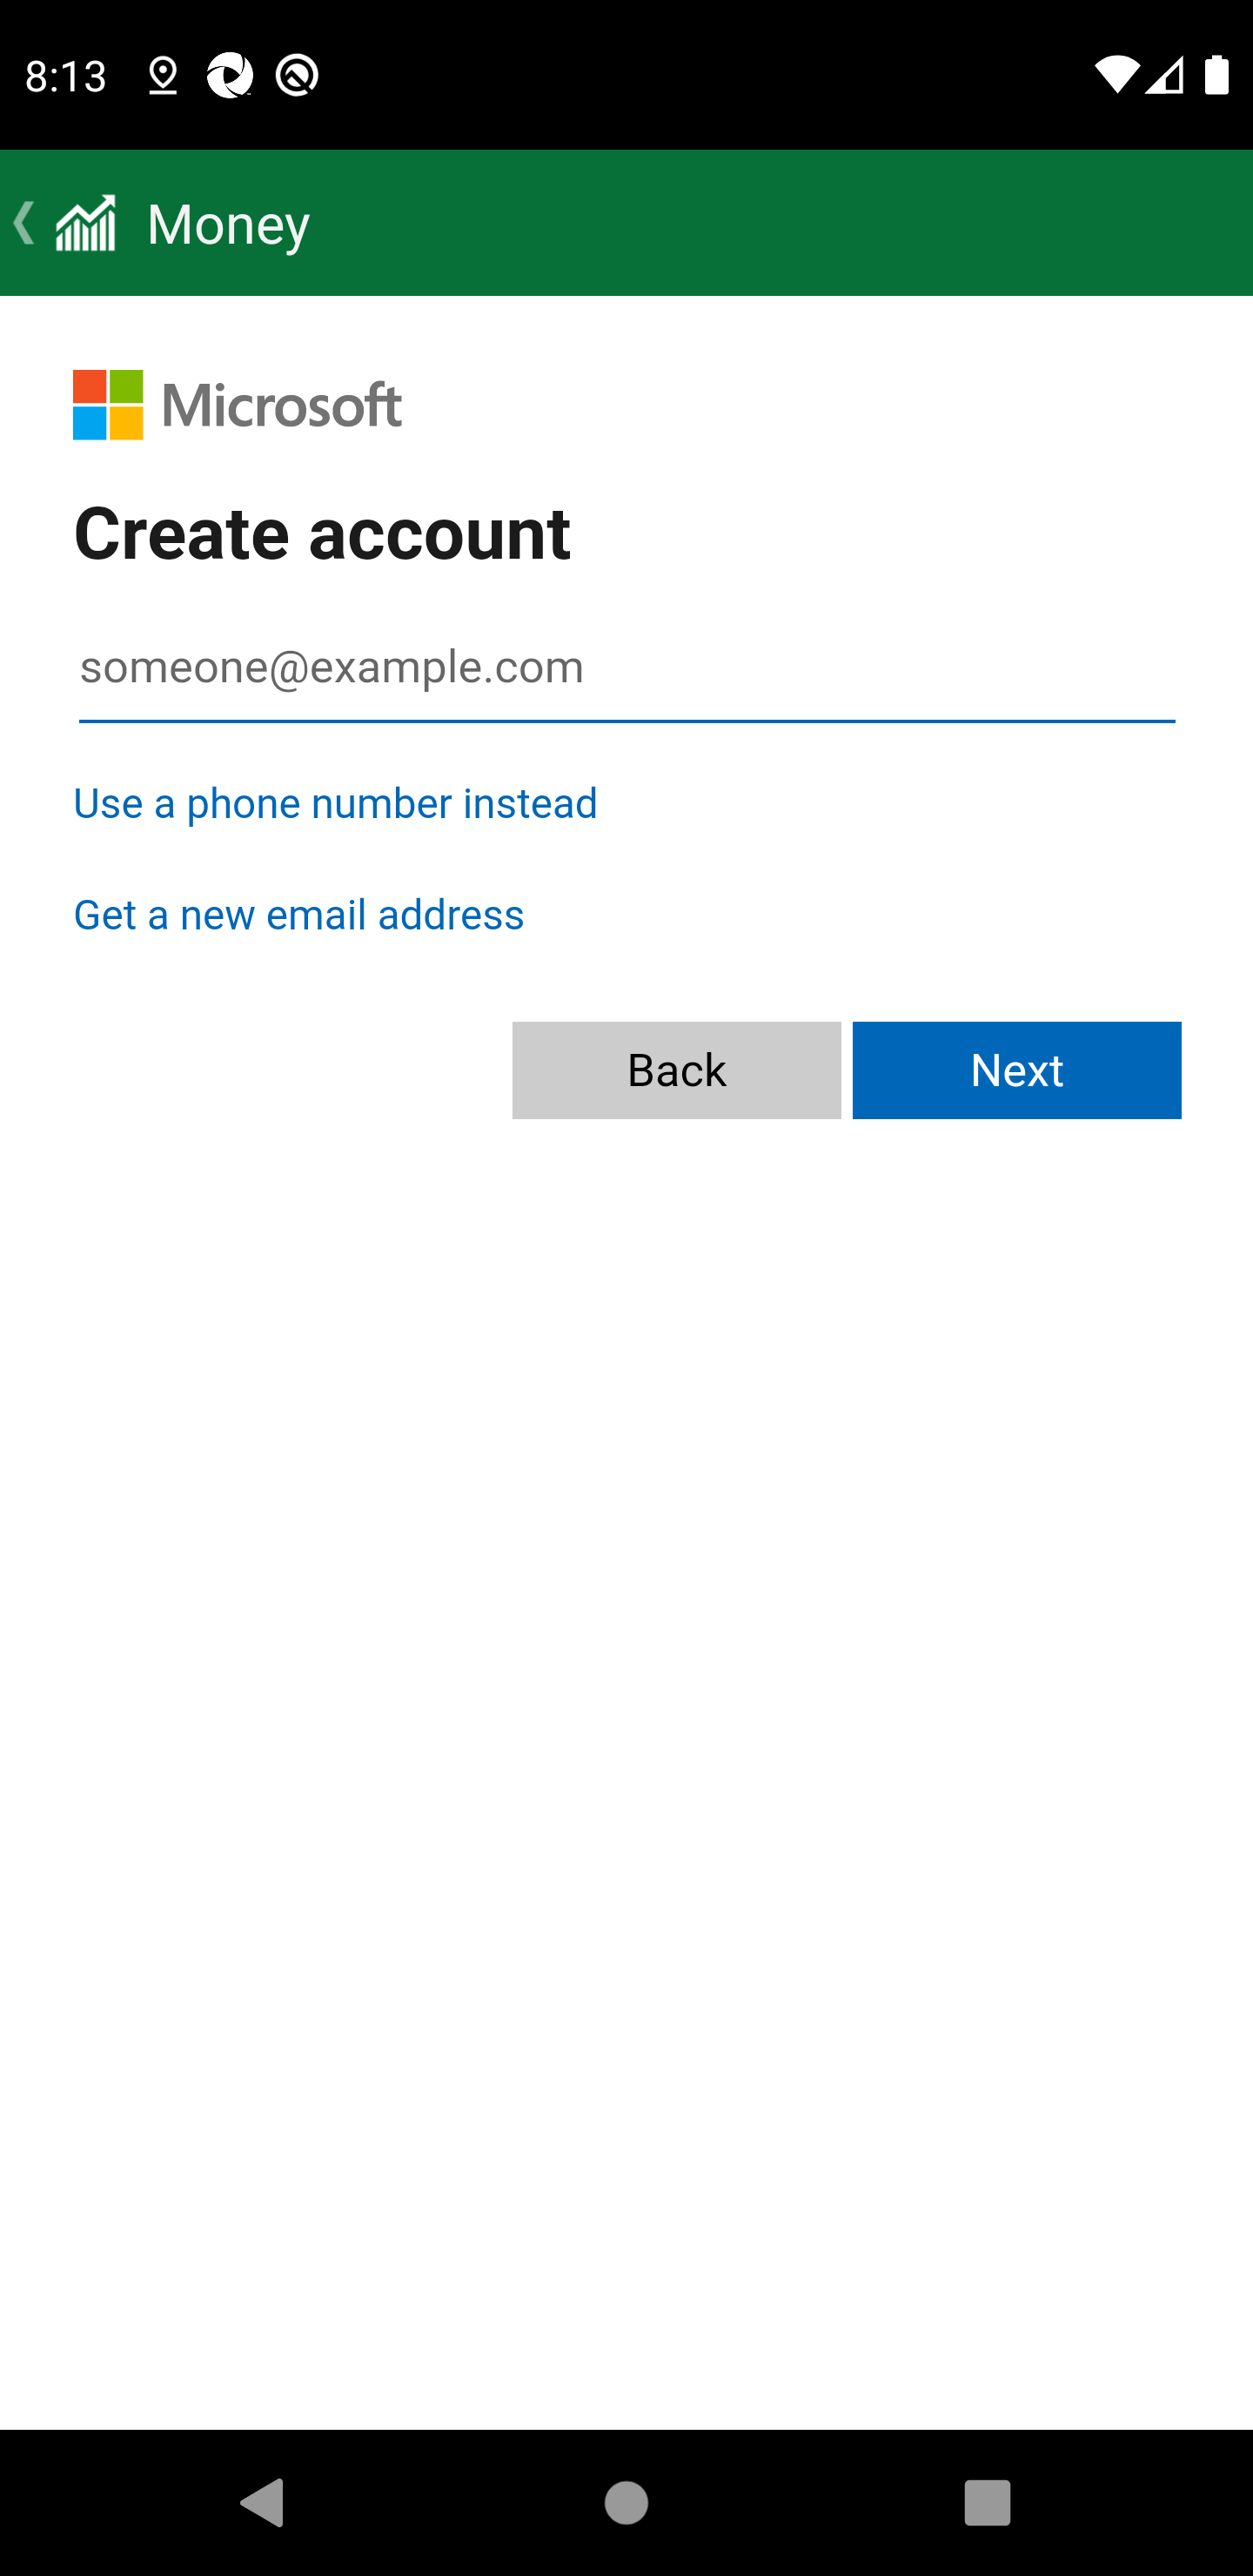 8:13
Money
Microsoft
Create account
someone@example.com
Use a phone number instead
Get a new email address
Back
Next